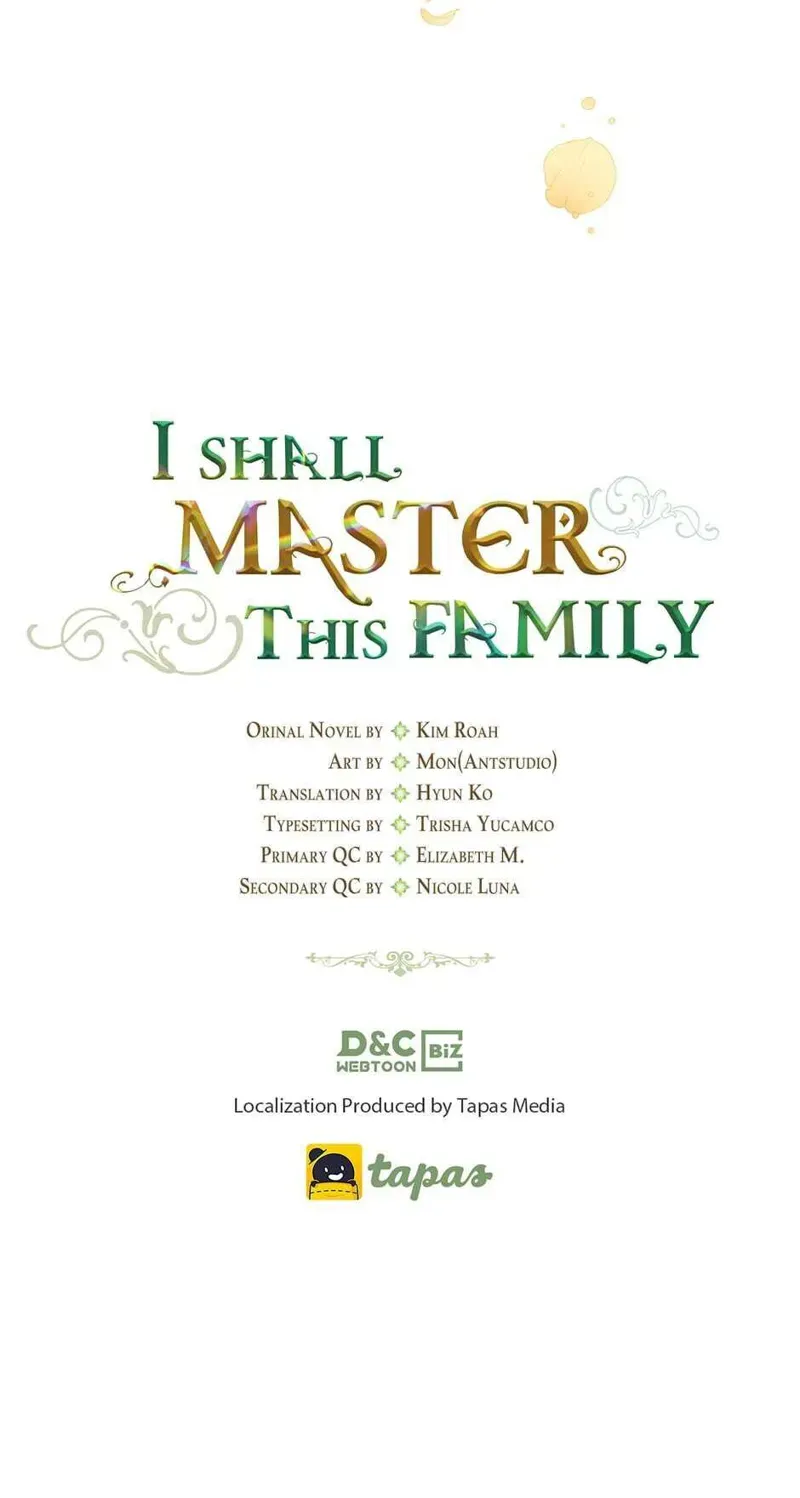 I SHALL
MASTER
THIS FAMILY
ORINAL NOVEL BY KIM ROAH
ART BY MON(ANTSTUDIO)
TRANSLATION BY HYUN KO
TYPESETTING BY TRISHA YUCAMCO
PRIMARY QC BY ELIZABETH M.
SECONDARY QC BY NICOLE LUNA
D&C BiZ
WEBTOON
Localization Produced by Tapas Media
tapas